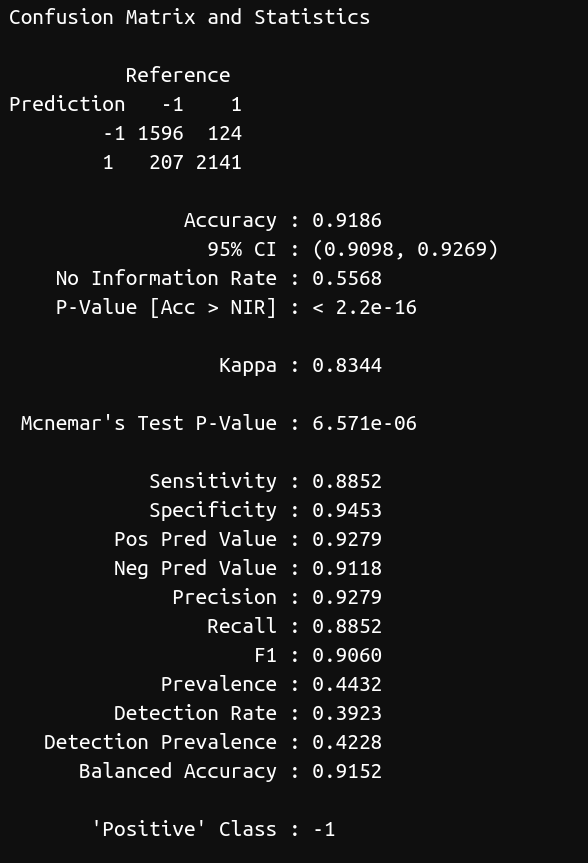 Confusion Matrix and Statistics
Reference
Prediction -1 1
-1 1596 124
1 207 2141
Accuracy : 0.9186
95% CI : (0.9098, 0.9269)
No Information Rate : 0.5568
P-Value [Acc > NIR] : < 2.2e-16
Kappa : 0.8344
Mcnemar's Test P-Value : 6.571e-06
Sensitivity : 0.8852
Specificity : 0.9453
Pos Pred Value : 0.9279
Neg Pred Value : 0.9118
Precision : 0.9279
Recall : 0.8852
F1 : 0.9060
Prevalence : 0.4432
Detection Rate : 0.3923
Detection Prevalence : 0.4228
Balanced Accuracy : 0.9152
'Positive' Class : -1